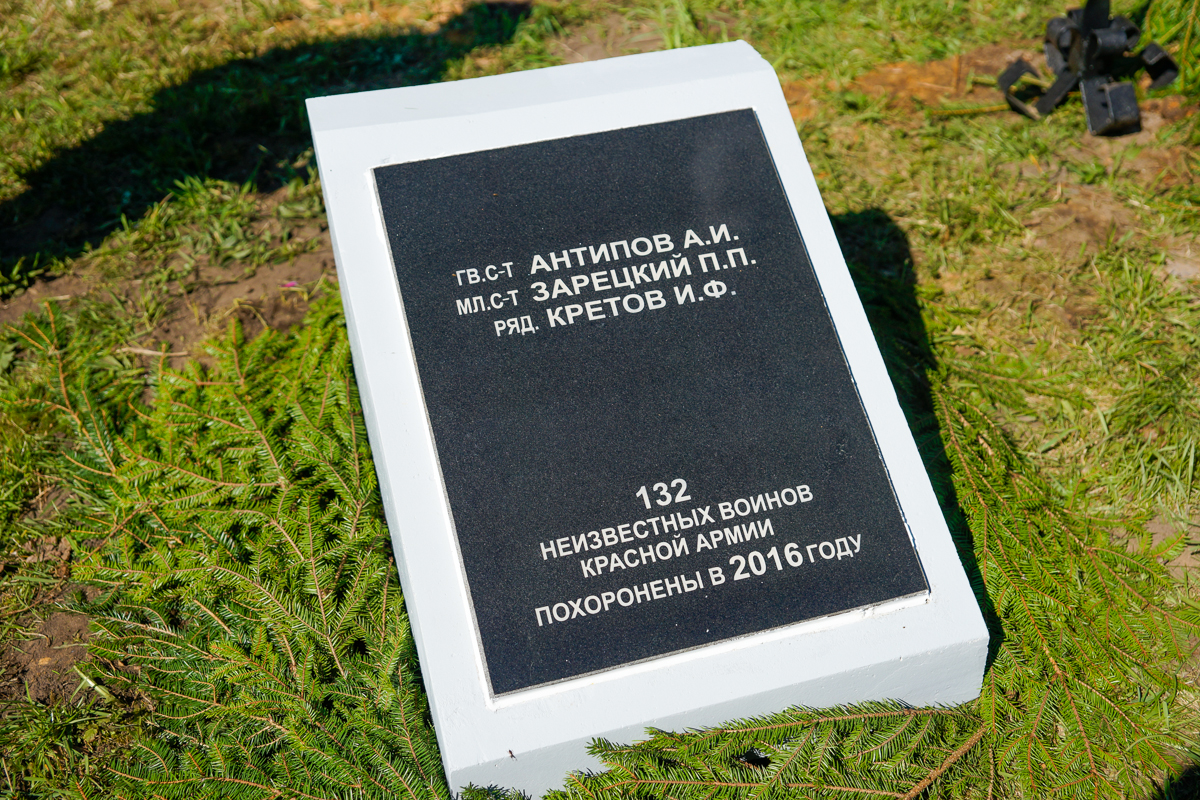 ГВ.С-Т АНТИПОВ А.И.
МЛ.С-Т ЗАРЕЦКИЙ П.П.
РЯД. КРЕТОВ И.Ф.
132
НЕИЗВЕСТНЫХ ВОИНОВ
КРАСНОЙ АРМИИ
ПОХОРОНЕНЫ В 2016 ГОДУ